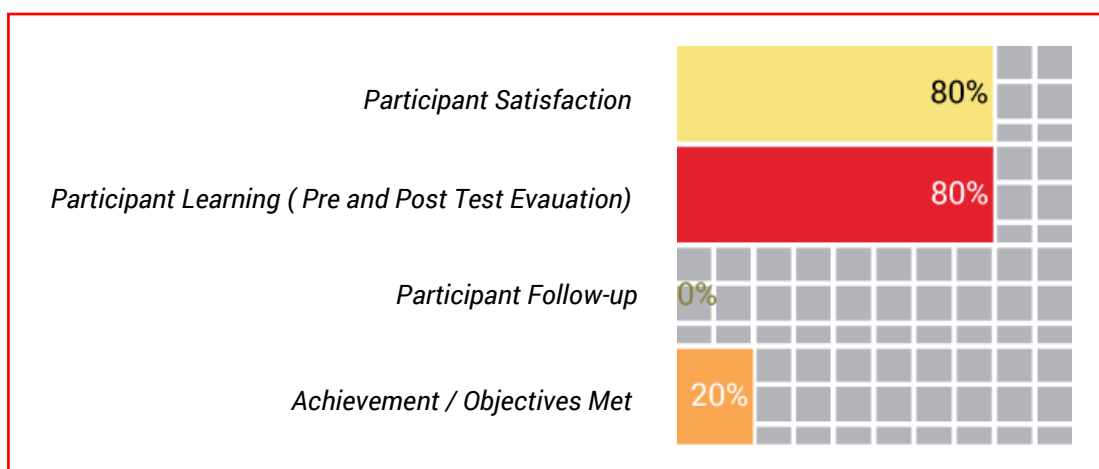 Participant Satisfaction 80%
Participant Learning ( Pre and Post Test Evauation) 80%
Participant Follow-up 0%
Achievement / Objectives Met 20%